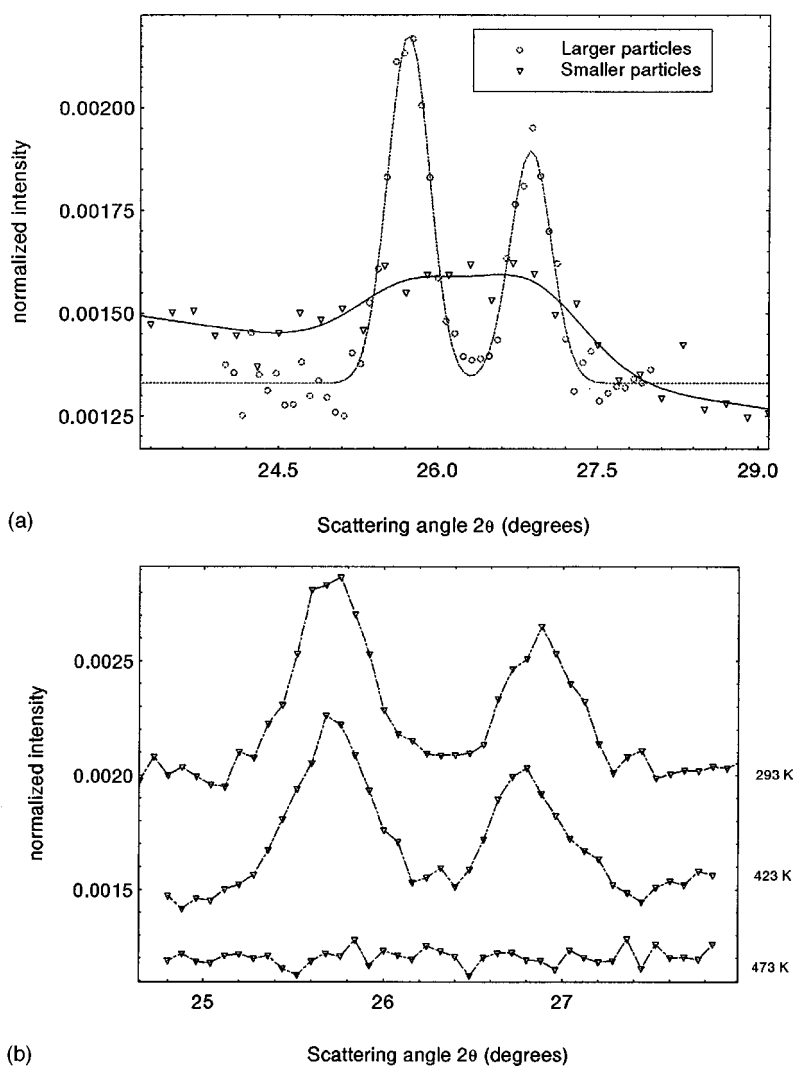 Larger particles
Smaller particles
normalized intensity
0.00200
0.00175
0.00150
0.00125
24.5 26.0 27.5 29.0
(a)
Scattering angle 2θ (degrees)
normalized intensity
0.0025
0.0020
0.0015
293 K
423 K
473 K
25 26 27
(b)
Scattering angle 2θ (degrees)